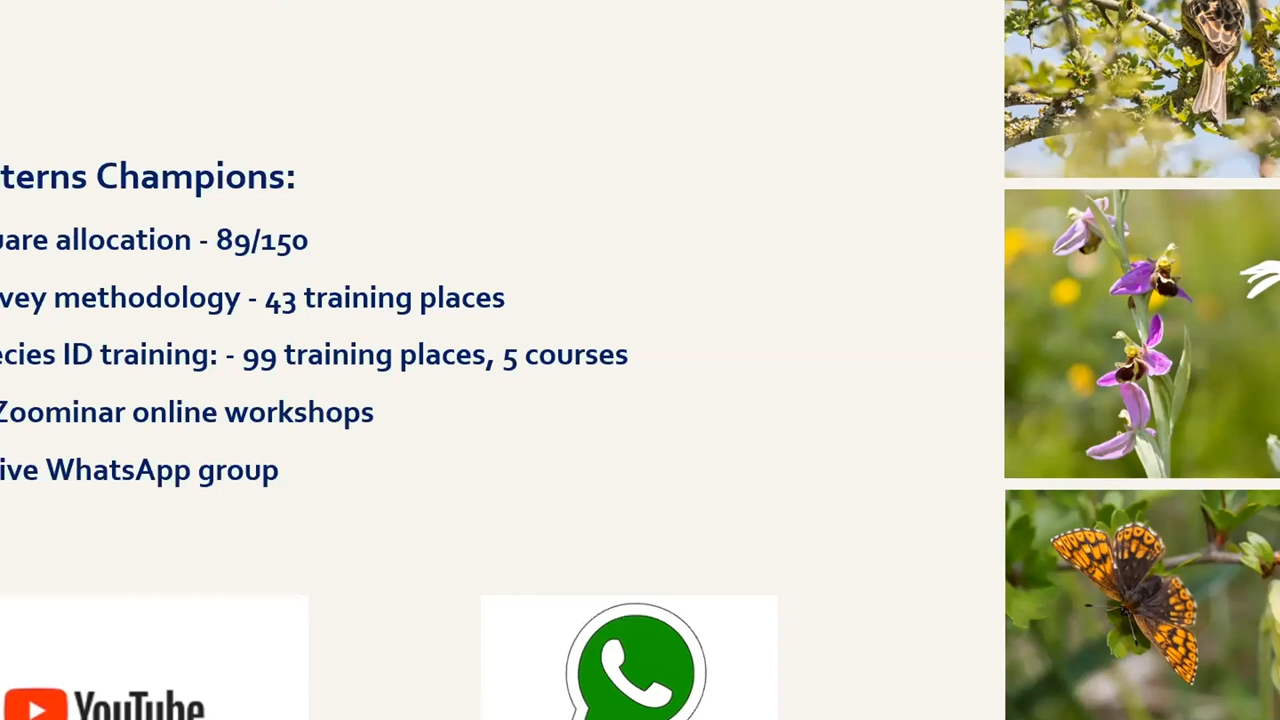 terns Champions:
uare allocation - 89/150
vey methodology - 43 training places
ecies ID training: - 99 training places, 5 courses
Zoominar online workshops
ive WhatsApp group
YouTube